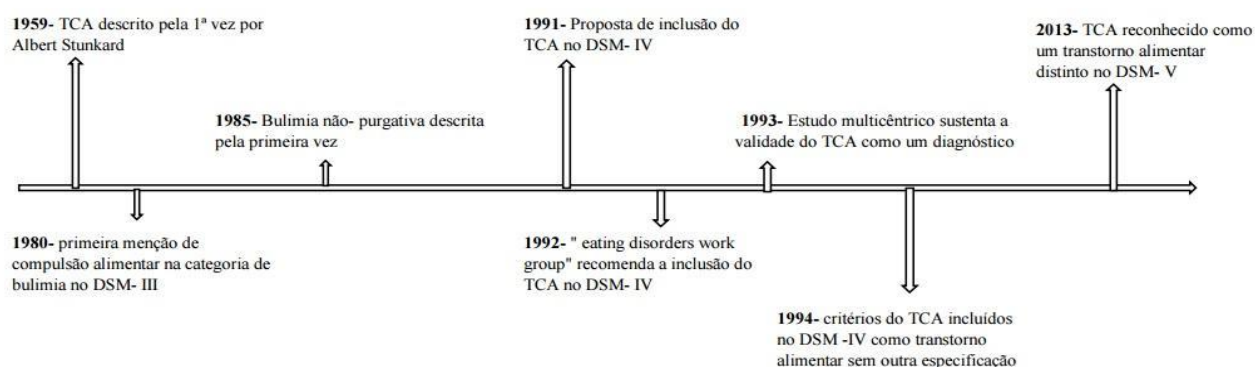 1959- TCA descrito pela 1ª vez por
Albert Stunkard
1980- primeira menção de
compulsão alimentar na categoria de
bulimia no DSM- III
1985- Bulimia não- purgativa descrita
pela primeira vez
1991- Proposta de inclusão do
TCA no DSM- IV
1992- " eating disorders work
group" recomenda a inclusão do
TCA no DSM- IV
1993- Estudo multicêntrico sustenta a
validade do TCA como um diagnóstico
1994- critérios do TCA incluídos
no DSM -IV como transtorno
alimentar sem outra especificação
2013- TCA reconhecido como
um transtorno alimentar
distinto no DSM- V